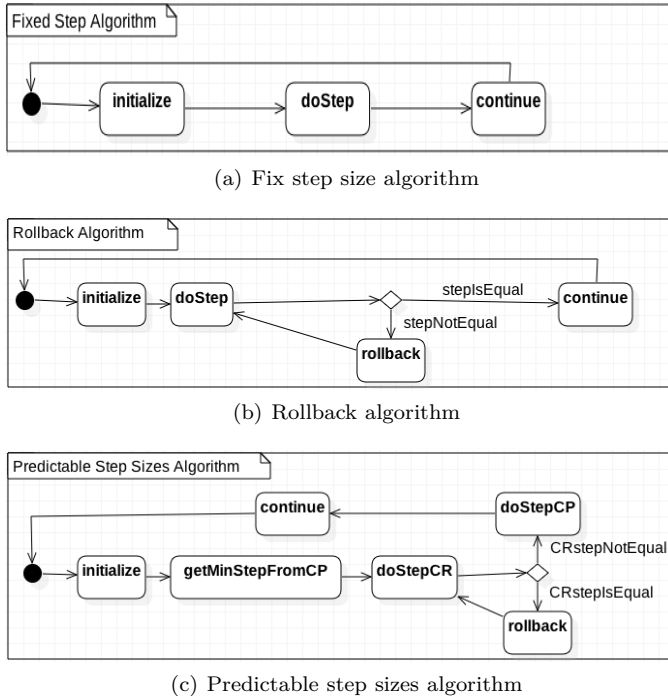 Fixed Step Algorithm
initialize
doStep
continue
(a) Fix step size algorithm
Rollback Algorithm
initialize
doStep
stepIsEqual
continue
stepNotEqual
rollback
(b) Rollback algorithm
Predictable Step Sizes Algorithm
continue
doStepCP
CRstepNotEqual
initialize
getMinStepFromCP
doStepCR
CRstepIsEqual
rollback
(c) Predictable step sizes algorithm